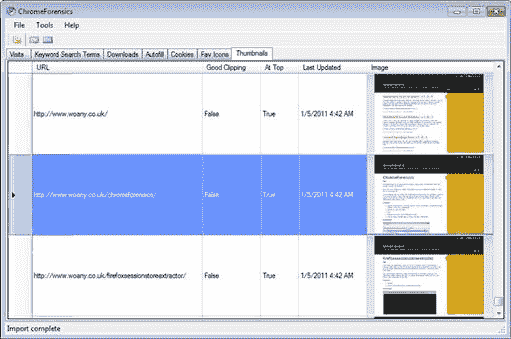 ChromeForensics
File Tools Help
Visits Keyword Search Terms Downloads Autofill Cookies Fav Icons Thumbnails
URL Good Clipping At Top Last Updated Image
http://www.woany.co.uk/ False True 1/5/2011 4:42 AM
http://www.woany.co.uk/chromeforensics/ False True 1/5/2011 4:42 AM
ChromeForensics
http://www.woany.co.uk/firefoxsessionstoreextractor/ False True 1/5/2011 4:42 AM
Import complete